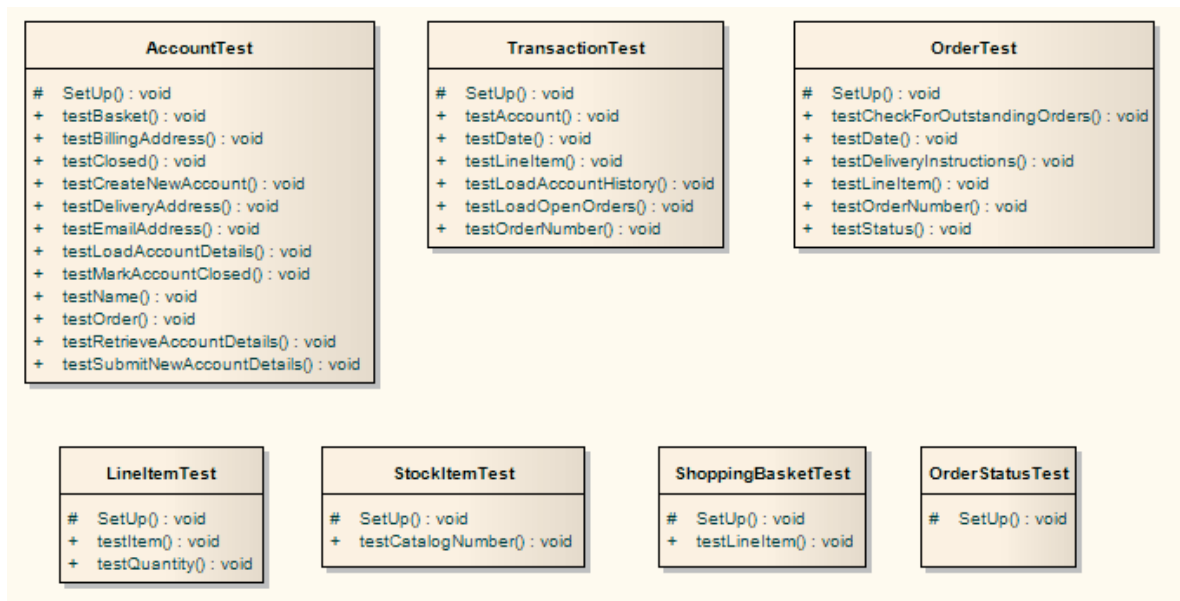 AccountTest
# SetUp() : void
+ testBasket() : void
+ testBillingAddress() : void
+ testClosed() : void
+ testCreateNewAccount() : void
+ testDeliveryAddress() : void
+ testEmailAddress() : void
+ testLoadAccountDetails() : void
+ testMarkAccountClosed() : void
+ testName() : void
+ testOrder() : void
+ testRetrieveAccountDetails() : void
+ testSubmitNewAccountDetails() : void
TransactionTest
# SetUp() : void
+ testAccount() : void
+ testDate() : void
+ testLineItem() : void
+ testLoadAccountHistory() : void
+ testLoadOpenOrders() : void
+ testOrderNumber() : void
OrderTest
# SetUp() : void
+ testCheckForOutstandingOrders() : void
+ testDate() : void
+ testDeliveryInstructions() : void
+ testLineItem() : void
+ testOrderNumber() : void
+ testStatus() : void
LineItemTest
# SetUp() : void
+ testItem() : void
+ testQuantity() : void
StockItemTest
# SetUp() : void
+ testCatalogNumber() : void
ShoppingBasketTest
# SetUp() : void
+ testLineItem() : void
OrderStatusTest
# SetUp() : void